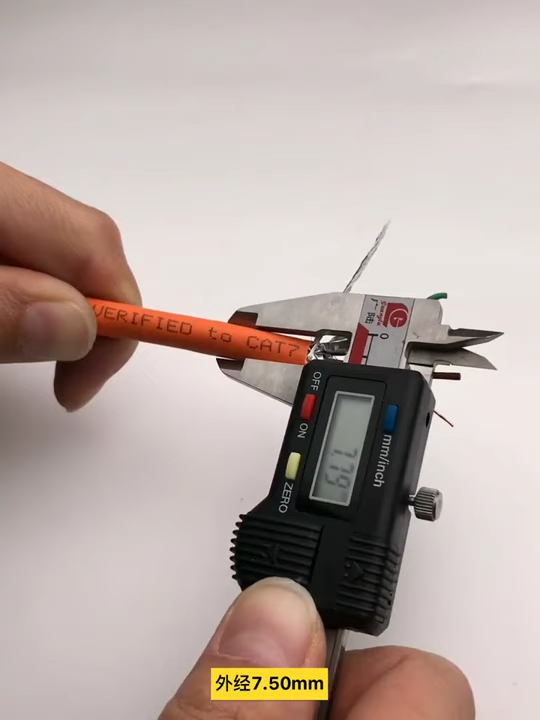 VERIFIED to CAT7
0
OFF
ON
mm/inch
ZERO
外经7.50mm